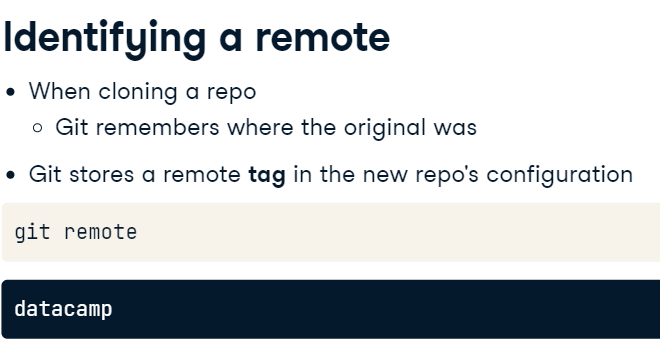 Identifying a remote
When cloning a repo
Git remembers where the original was
Git stores a remote tag in the new repo's configuration
git remote
datacamp